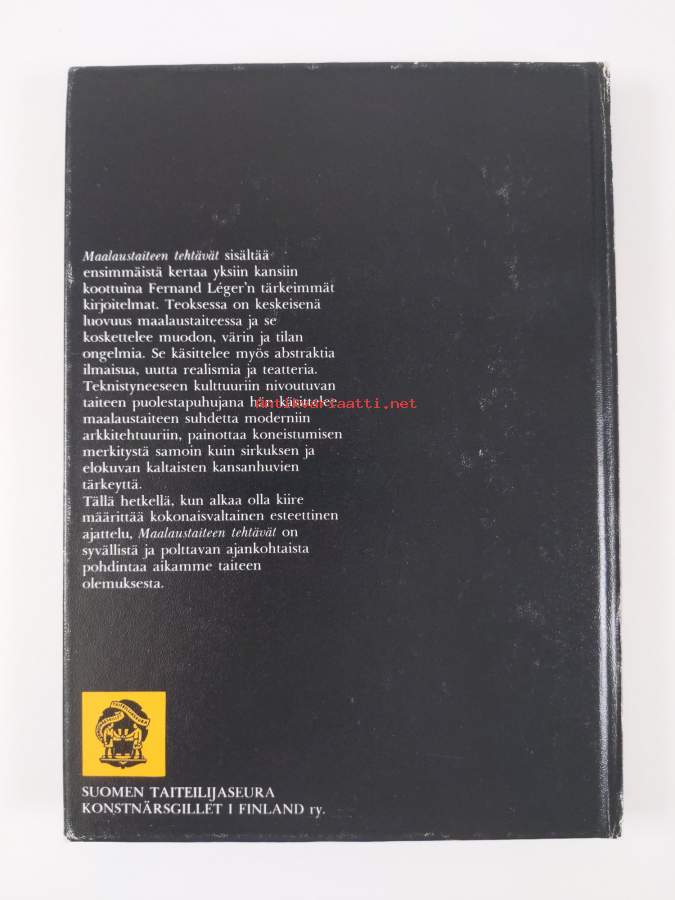 Maalaustaiteen tehtävät sisältää
ensimmäistä kertaa yksiin kansiin
koottuina Fernand Léger'n tärkeimmät
kirjoitelmat. Teoksessa on keskeisenä
luovuus maalaustaiteessa ja se
koskettelee muodon, värin ja tilan
ongelmia. Se käsittelee myös abstraktia
ilmaisua, uutta realismia ja teatteria.
Teknistyneeseen kulttuuriin nivoutuvan
taiteen puolestapuhujana hän käsittelee
Antikvariaatti.net
maalaustaiteen suhdetta moderniin
arkkitehtuuriin, painottaa koneistumisen
merkitystä samoin kuin sirkuksen ja
elokuvan kaltaisten kansanhuvien
tärkeyttä.
Tällä hetkellä, kun alkaa olla kiire
määrittää kokonaisvaltainen esteettinen
ajattelu, Maalaustaiteen tehtävät on
syvällistä ja polttavan ajankohtaista
pohdintaa aikamme taiteen
olemuksesta.
SUOMEN TAITEILIJASEURA
KONSTNÄRSGILLET I FINLAND ry.